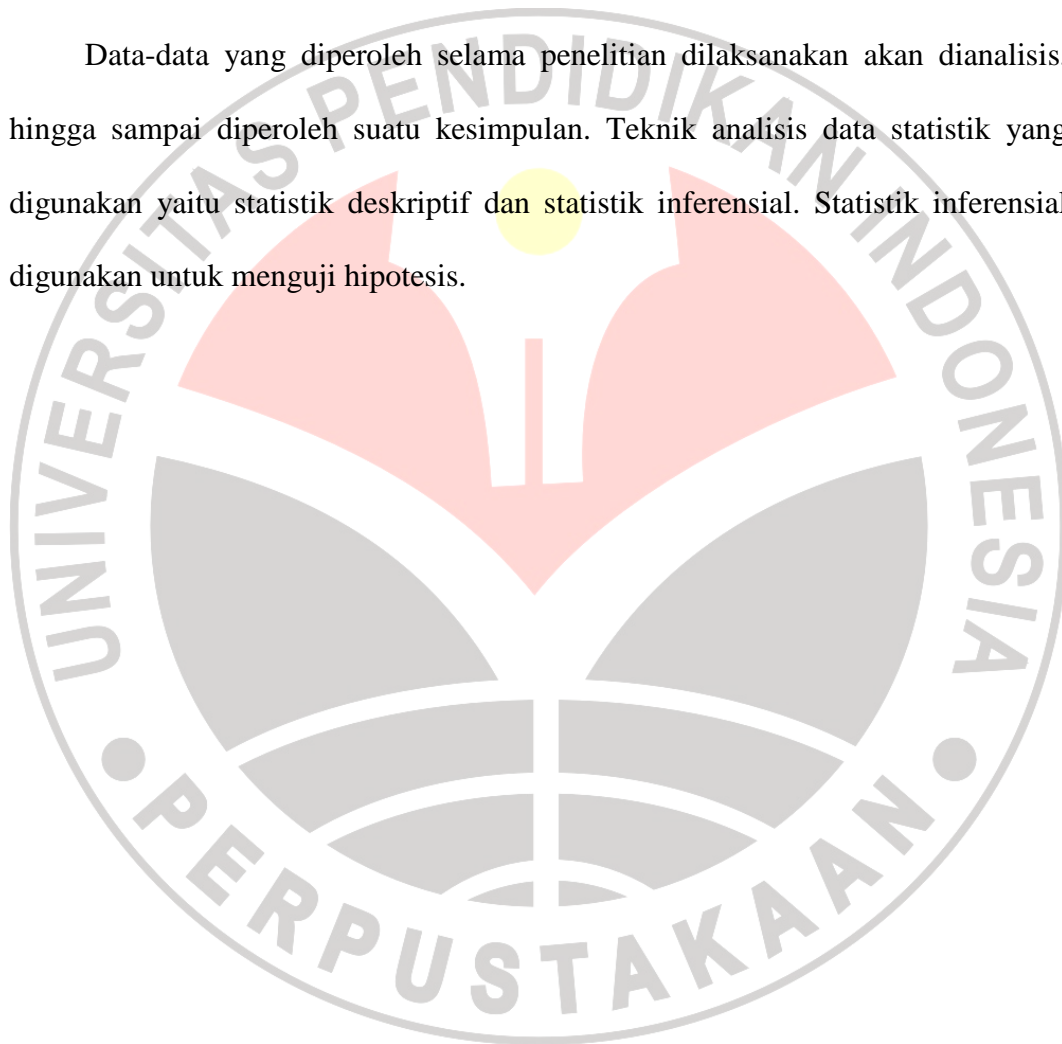 Data-data yang diperoleh selama penelitian dilaksanakan akan dianalisis.
hingga sampai diperoleh suatu kesimpulan. Teknik analisis data statistik yang
digunakan yaitu statistik deskriptif dan statistik inferensial. Statistik inferensial
digunakan untuk menguji hipotesis.
UNIVERSITAS PENDIDIKAN INDONESIA
PERPUSTAKAAN